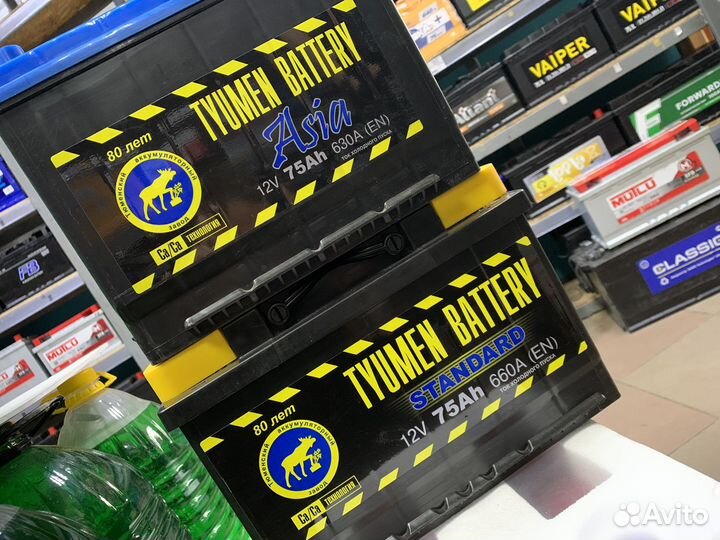 TYUMEN BATTERY
Asia
12V 75Ah 630A (EN)
ток холодного пуска
80 лет
Тюменский аккумуляторный завод
Ca/Ca технология
TYUMEN BATTERY
STANDARD
12V 75Ah 660A (EN)
ток холодного пуска
80 лет
Тюменский аккумуляторный завод
Ca/Ca технология
VAIPER
VAIPER
FORWARD
MUTLU
CLASSIC
MUTLU
Avito